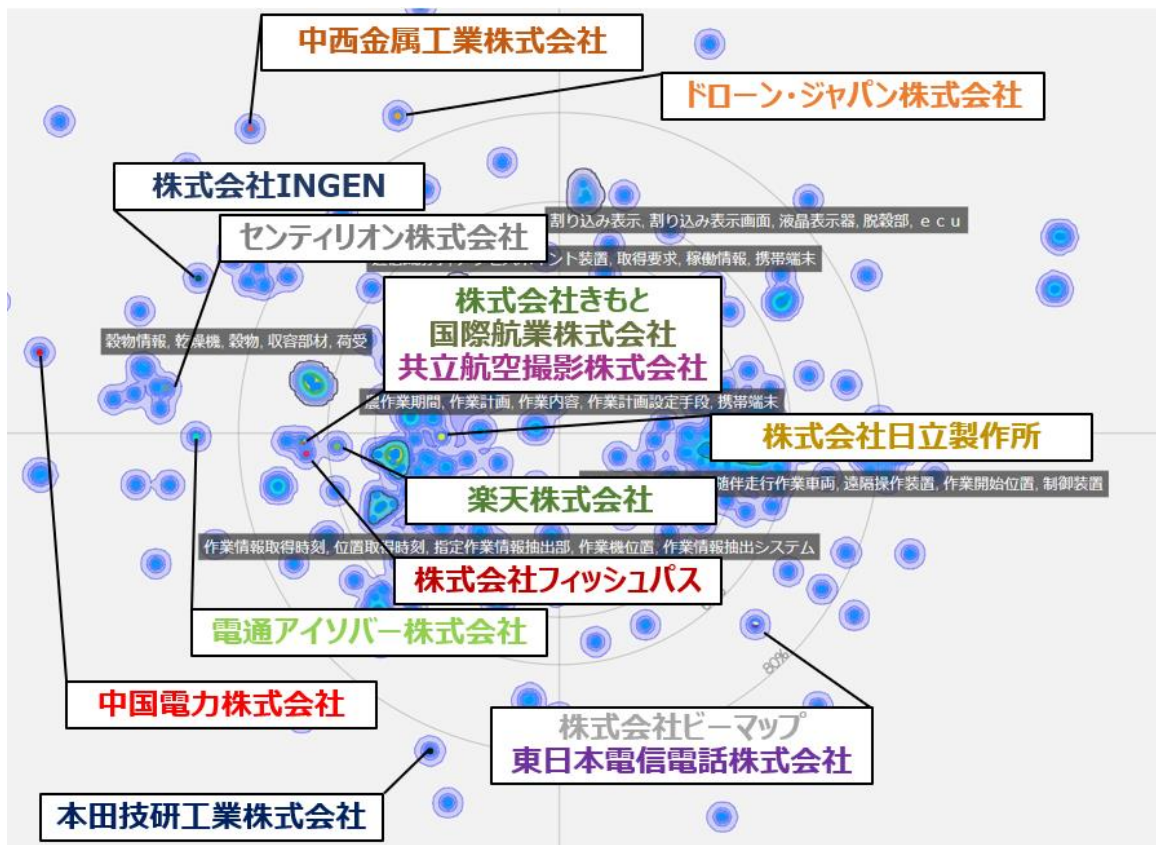 中西金属工業株式会社
ドローン・ジャパン株式会社
株式会社INGEN
割り込み表示, 割り込み表示画面, 液晶表示器, 脱穀部, ｅｃｕ
センティリオン株式会社
ント装置, 取得要求, 稼働情報, 携帯端末
株式会社きもと
国際航業株式会社
共立航空撮影株式会社
穀物情報, 乾燥機, 穀物, 収容部材, 荷受
農作業期間, 作業計画, 作業内容, 作業計画設定手段, 携帯端末
株式会社日立製作所
随伴走行作業車両, 遠隔操作装置, 作業開始位置, 制御装置
楽天株式会社
作業情報取得時刻, 位置取得時刻, 指定作業情報抽出部, 作業機位置, 作業情報抽出システム
株式会社フィッシュパス
電通アイソバー株式会社
80%
中国電力株式会社
株式会社ビーマップ
東日本電信電話株式会社
本田技研工業株式会社